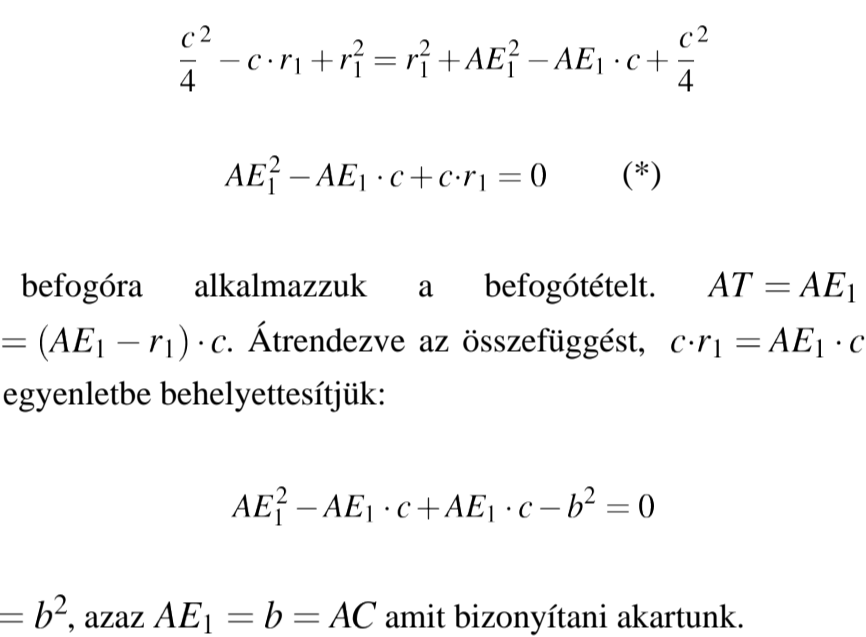 c²/4 − c · r₁ + r₁² = r₁² + AE₁² − AE₁ · c + c²/4
AE₁² − AE₁ · c + c·r₁ = 0 (*)
befogóra alkalmazzuk a befogótételt. AT = AE₁
= (AE₁ − r₁) · c. Átrendezve az összefüggést, c·r₁ = AE₁ · c
egyenletbe behelyettesítjük:
AE₁² − AE₁ · c + AE₁ · c − b² = 0
= b², azaz AE₁ = b = AC amit bizonyítani akartunk.